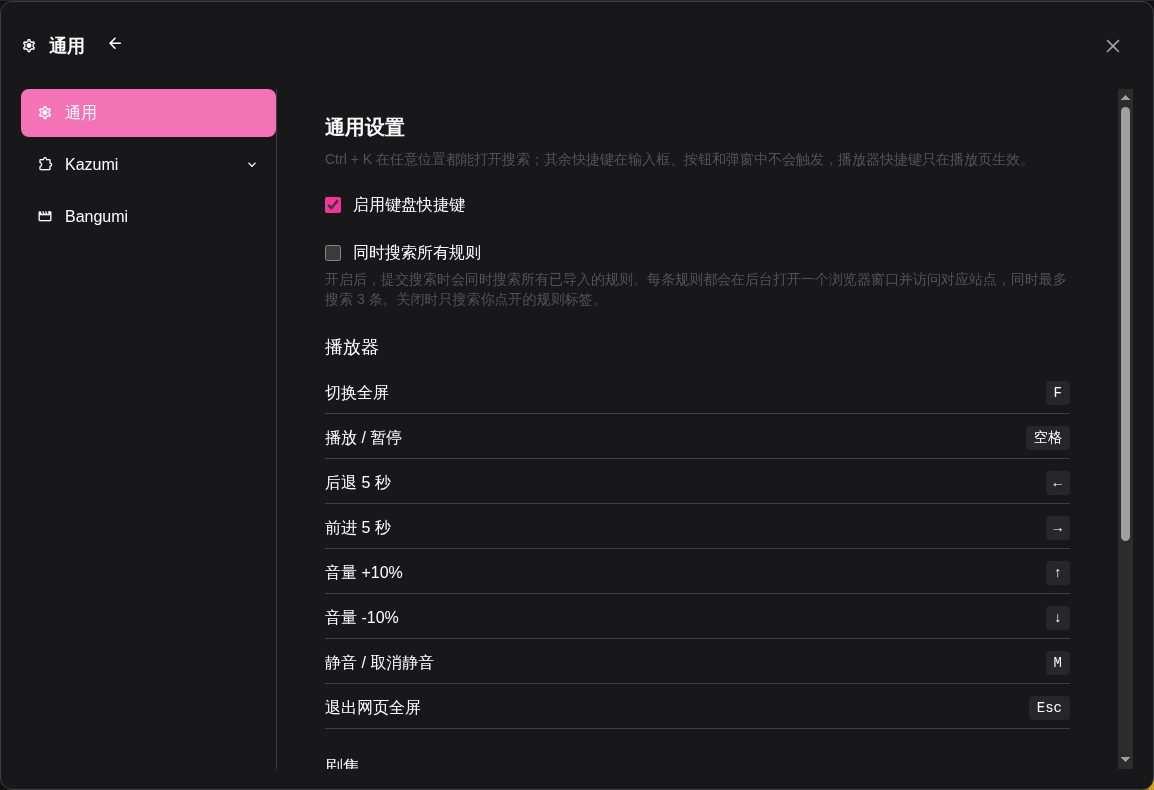 通用
通用
Kazumi
Bangumi
通用设置
Ctrl + K 在任意位置都能打开搜索；其余快捷键在输入框、按钮和弹窗中不会触发，播放器快捷键只在播放页生效。
启用键盘快捷键
同时搜索所有规则
开启后，提交搜索时会同时搜索所有已导入的规则。每条规则都会在后台打开一个浏览器窗口并访问对应站点，同时最多
搜索 3 条。关闭时只搜索你点开的规则标签。
播放器
切换全屏 F
播放 / 暂停 空格
后退 5 秒 ←
前进 5 秒 →
音量 +10% ↑
音量 -10% ↓
静音 / 取消静音 M
退出网页全屏 Esc
剧集